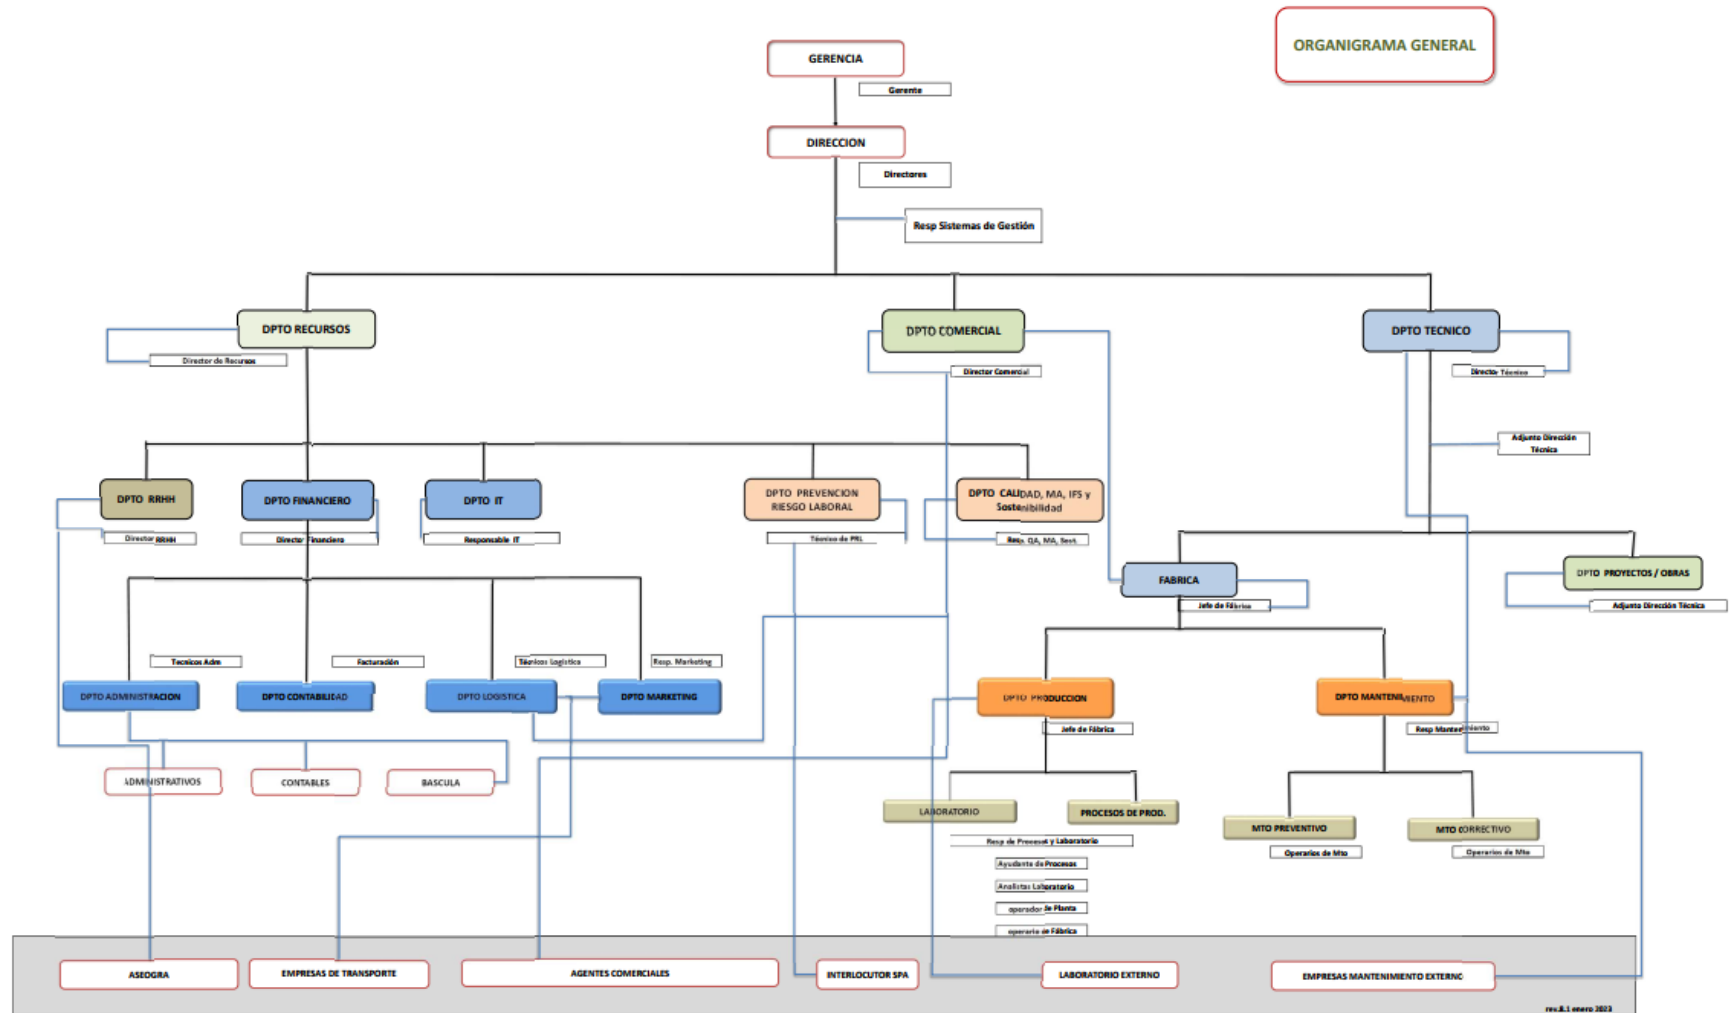 ORGANIGRAMA GENERAL
GERENCIA
Gerente
DIRECCION
Directores
Resp Sistemas de Gestión
DPTO RECURSOS
Director de Recursos
DPTO COMERCIAL
Director Comercial
DPTO TECNICO
Director Técnico
Adjunto Dirección
Técnica
DPTO RRHH
Director RRHH
DPTO FINANCIERO
Director Financiero
DPTO IT
Responsable IT
DPTO PREVENCION
RIESGO LABORAL
Técnico de PRL
DPTO CALIDAD, MA, IFS y
Sostenibilidad
Resp. QA, MA, Sost.
FABRICA
Jefe de Fábrica
DPTO PROYECTOS / OBRAS
Adjunto Dirección Técnica
Tecnicos Adm
Facturación
Técnicos Logística
Resp. Marketing
DPTO ADMINISTRACION
DPTO CONTABILIDAD
DPTO LOGISTICA
DPTO MARKETING
DPTO PRODUCCION
Jefe de Fábrica
DPTO MANTENIMIENTO
Resp Mantenimiento
ADMINISTRATIVOS
CONTABLES
BASCULA
LABORATORIO
PROCESOS DE PROD.
Resp de Procesos y Laboratorio
Ayudante de Procesos
Analistas Laboratorio
operador de Planta
operario de Fábrica
MTO PREVENTIVO
Operarios de Mto
MTO CORRECTIVO
Operarios de Mto
ASEOGRA
EMPRESAS DE TRANSPORTE
AGENTES COMERCIALES
INTERLOCUTOR SPA
LABORATORIO EXTERNO
EMPRESAS MANTENIMIENTO EXTERNO
rev.8.1 enero 2023